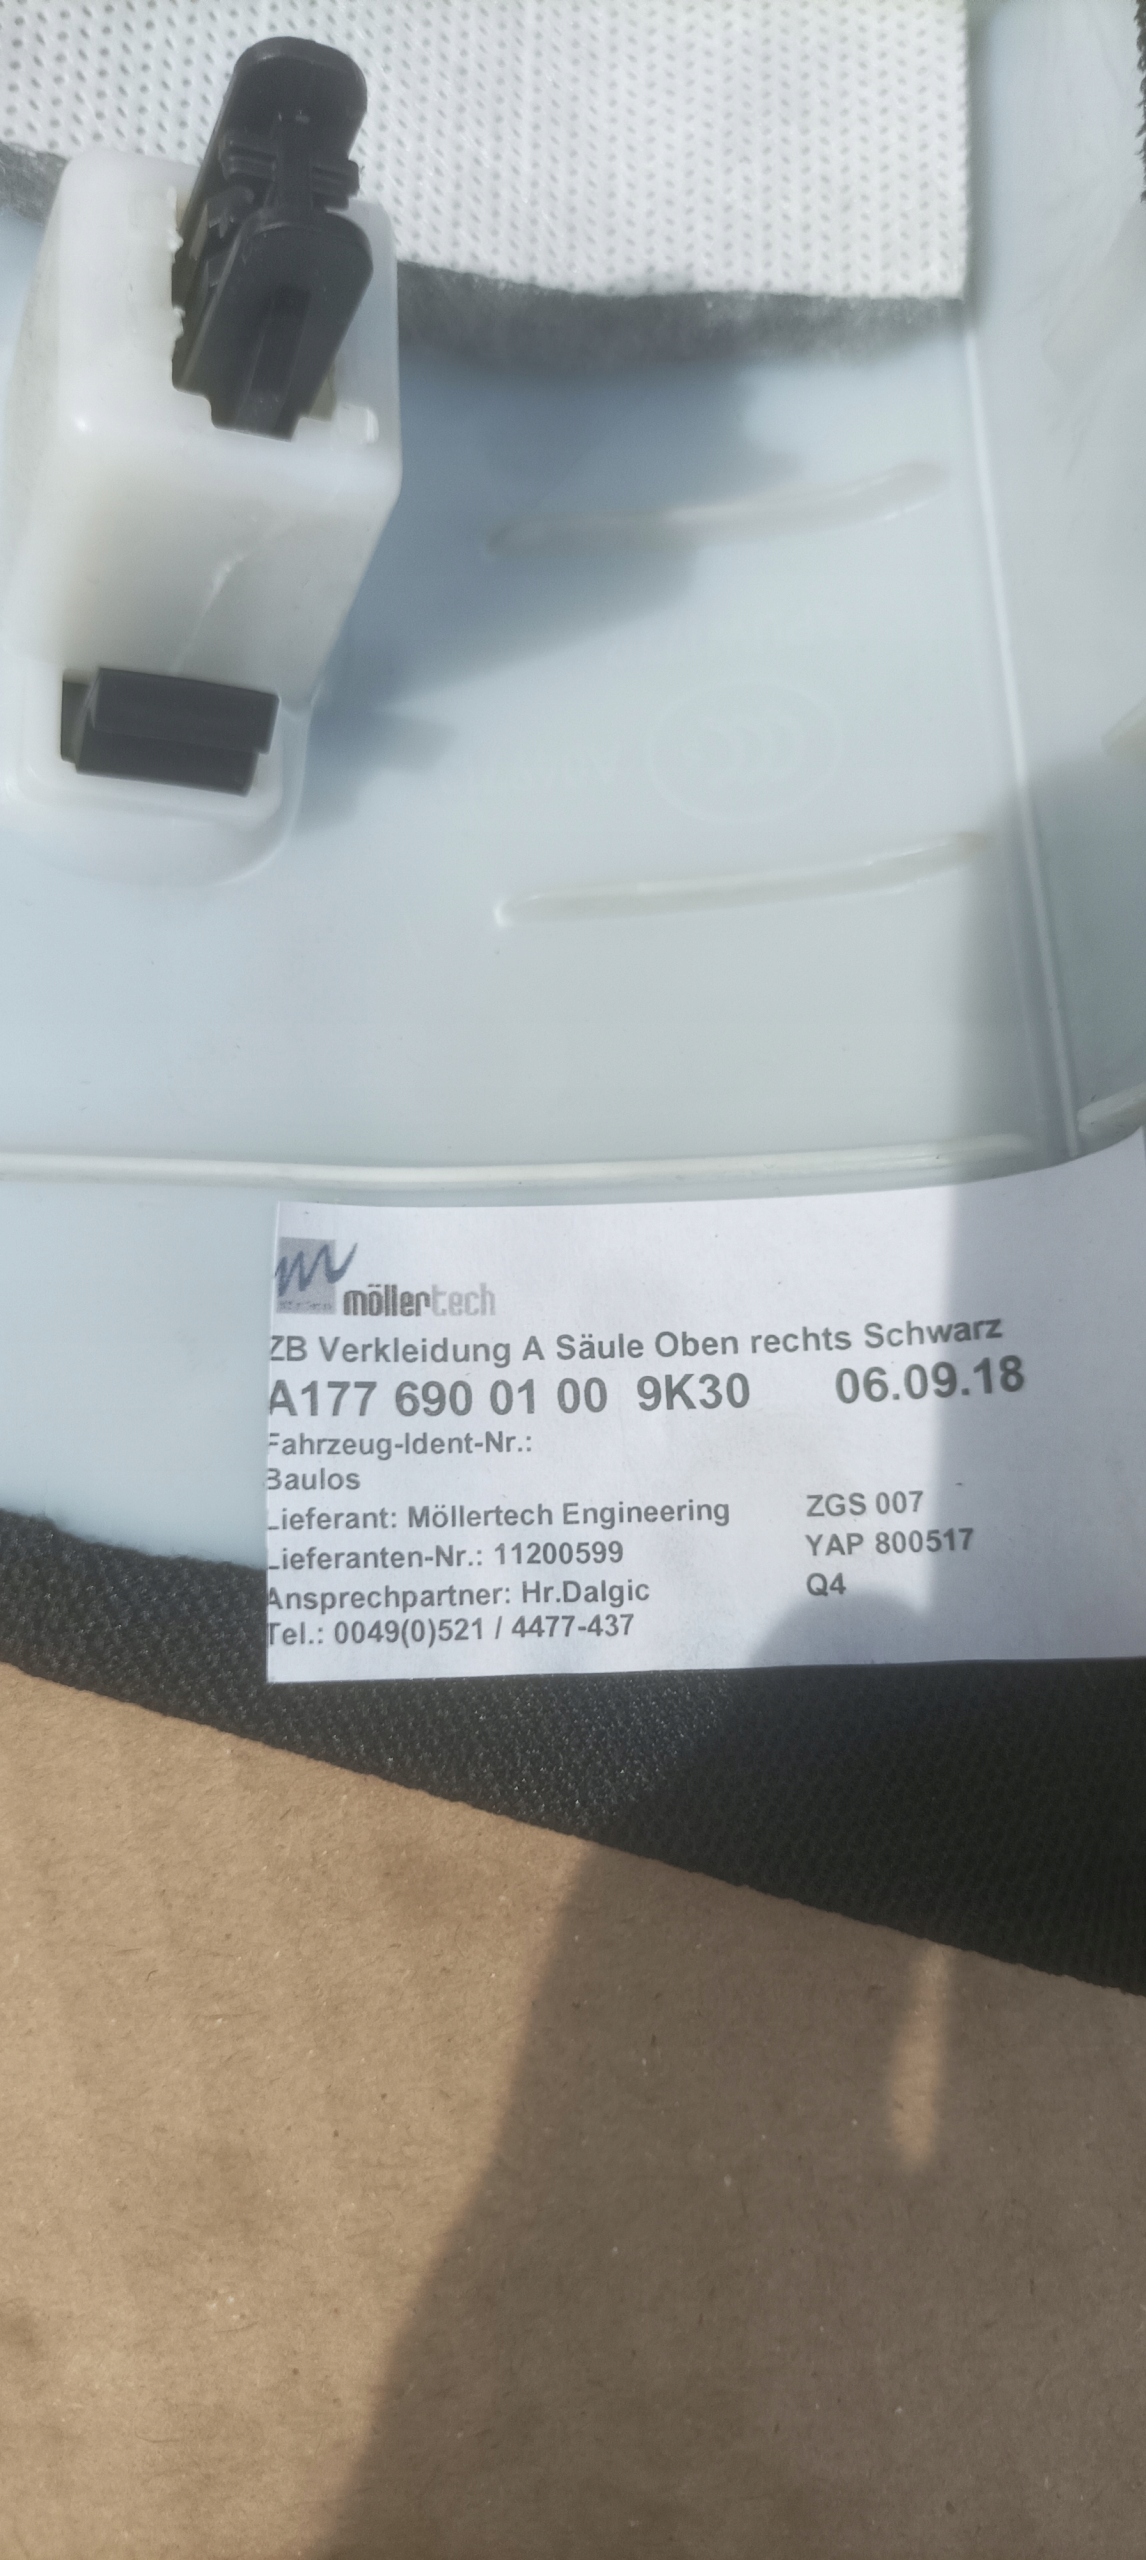 möllertech
ZB Verkleidung A Säule Oben rechts Schwarz
A177 690 01 00 9K30 06.09.18
Fahrzeug-Ident-Nr.:
Baulos
Lieferant: Möllertech Engineering ZGS 007
Lieferanten-Nr.: 11200599 YAP 800517
Ansprechpartner: Hr.Dalgic Q4
Tel.: 0049(0)521 / 4477-437